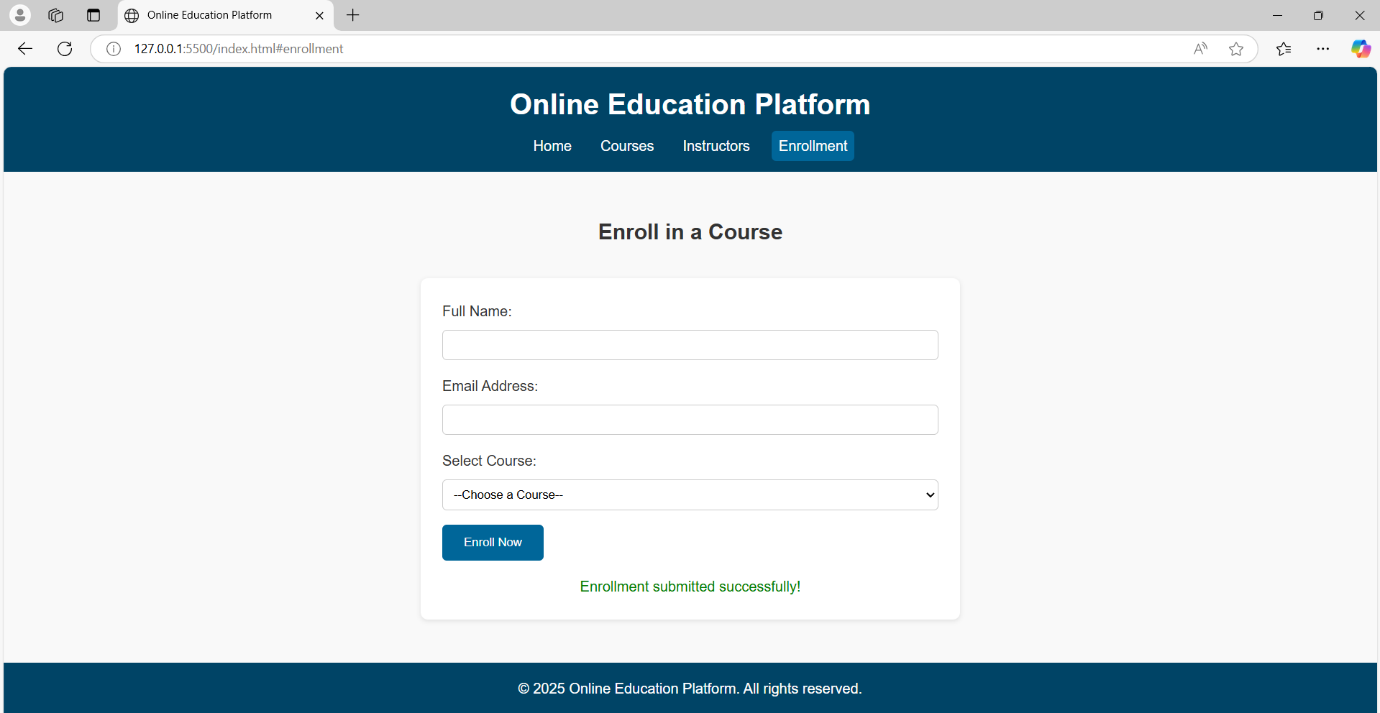 Online Education Platform
127.0.0.1:5500/index.html#enrollment
Online Education Platform
Home Courses Instructors Enrollment
Enroll in a Course
Full Name:
Email Address:
Select Course:
--Choose a Course--
Enroll Now
Enrollment submitted successfully!
© 2025 Online Education Platform. All rights reserved.